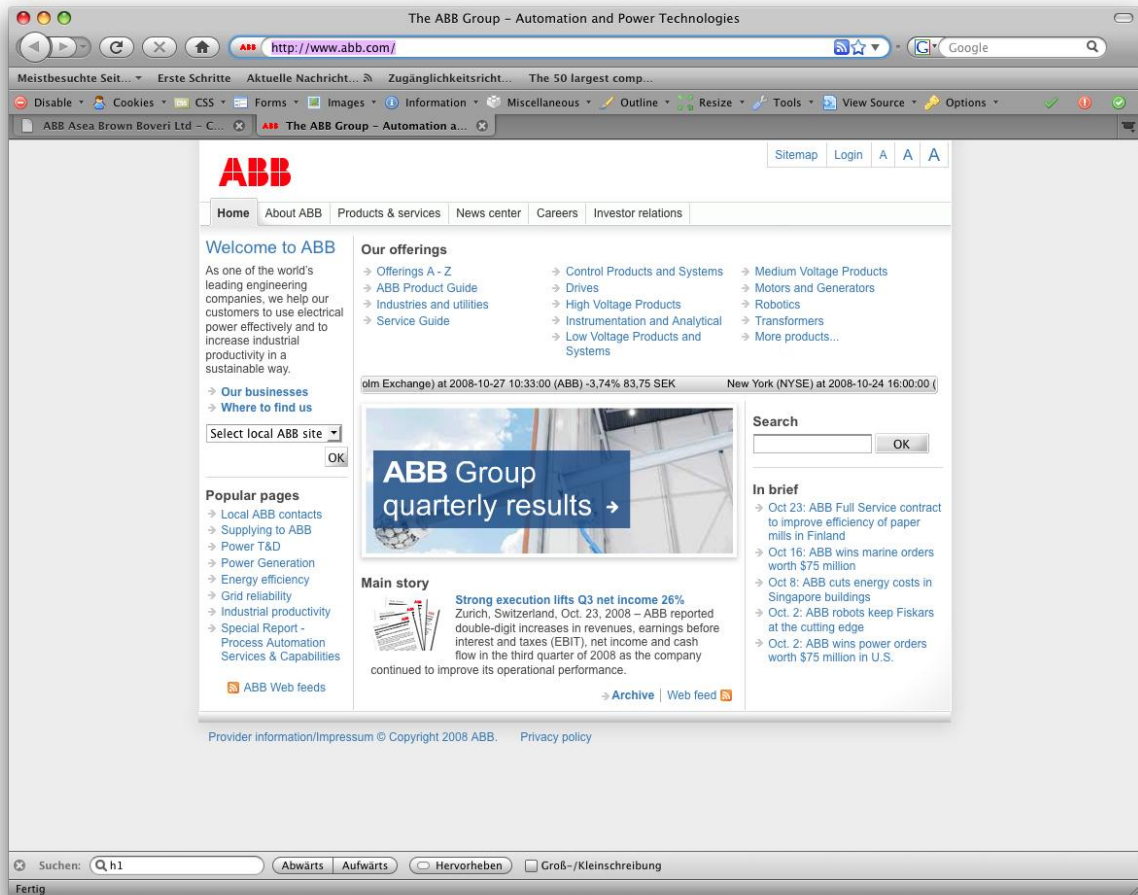 The ABB Group – Automation and Power Technologies
ABB http://www.abb.com/
G Google
Meistbesuchte Seit... Erste Schritte Aktuelle Nachricht... Zugänglichkeitsricht... The 50 largest comp...
Disable Cookies CSS Forms Images Information Miscellaneous Outline Resize Tools View Source Options
ABB Asea Brown Boveri Ltd – C... ABB The ABB Group – Automation a...
Sitemap Login A A A
ABB
Home About ABB Products & services News center Careers Investor relations
Welcome to ABB
As one of the world's
leading engineering
companies, we help our
customers to use electrical
power effectively and to
increase industrial
productivity in a
sustainable way.
Our businesses
Where to find us
Select local ABB site
OK
Popular pages
Local ABB contacts
Supplying to ABB
Power T&D
Power Generation
Energy efficiency
Grid reliability
Industrial productivity
Special Report -
Process Automation
Services & Capabilities
ABB Web feeds
Our offerings
Offerings A - Z
ABB Product Guide
Industries and utilities
Service Guide
Control Products and Systems
Drives
High Voltage Products
Instrumentation and Analytical
Low Voltage Products and
Systems
Medium Voltage Products
Motors and Generators
Robotics
Transformers
More products...
olm Exchange) at 2008-10-27 10:33:00 (ABB) -3,74% 83,75 SEK New York (NYSE) at 2008-10-24 16:00:00 (
ABB Group
quarterly results
Main story
Strong execution lifts Q3 net income 26%
Zurich, Switzerland, Oct. 23, 2008 – ABB reported
double-digit increases in revenues, earnings before
interest and taxes (EBIT), net income and cash
flow in the third quarter of 2008 as the company
continued to improve its operational performance.
Archive Web feed
Search
OK
In brief
Oct 23: ABB Full Service contract
to improve efficiency of paper
mills in Finland
Oct 16: ABB wins marine orders
worth $75 million
Oct 8: ABB cuts energy costs in
Singapore buildings
Oct. 2: ABB robots keep Fiskars
at the cutting edge
Oct. 2: ABB wins power orders
worth $75 million in U.S.
Provider information/Impressum © Copyright 2008 ABB. Privacy policy
Suchen: h1 Abwärts Aufwärts Hervorheben Groß-/Kleinschreibung
Fertig